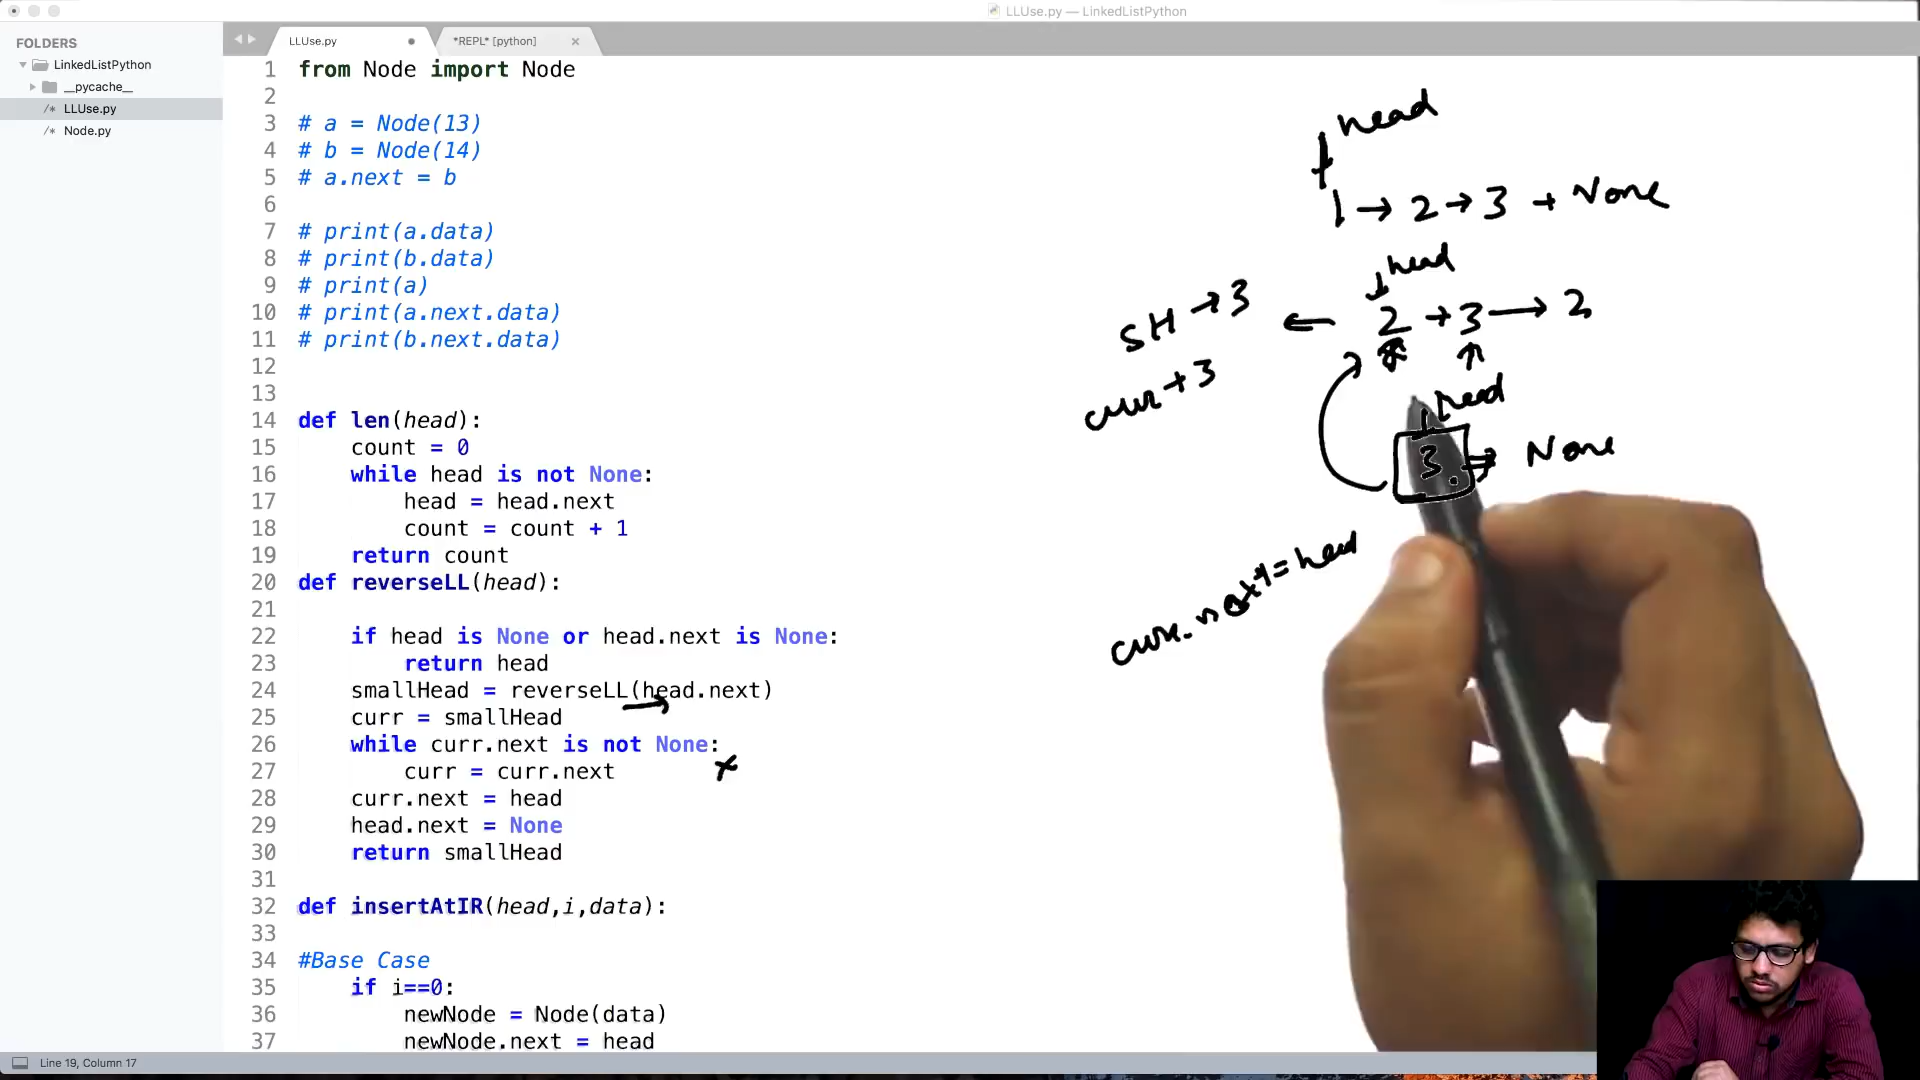 LLUse.py — LinkedListPython
FOLDERS
LinkedListPython
__pycache__
LLUse.py
Node.py
LLUse.py
*REPL* [python]
1 from Node import Node
2
3 # a = Node(13)
4 # b = Node(14)
5 # a.next = b
6
7 # print(a.data)
8 # print(b.data)
9 # print(a)
10 # print(a.next.data)
11 # print(b.next.data)
12
13
14 def len(head):
15 count = 0
16 while head is not None:
17 head = head.next
18 count = count + 1
19 return count
20 def reverseLL(head):
21
22 if head is None or head.next is None:
23 return head
24 smallHead = reverseLL(head.next)
25 curr = smallHead
26 while curr.next is not None:
27 curr = curr.next
28 curr.next = head
29 head.next = None
30 return smallHead
31
32 def insertAtIR(head,i,data):
33
34 #Base Case
35 if i==0:
36 newNode = Node(data)
37 newNode.next = head
head
1 → 2 → 3 → None
head
SH → 3 ← 2 → 3 → 2
curr → 3
head
3 → None
curr.next = head
Line 19, Column 17